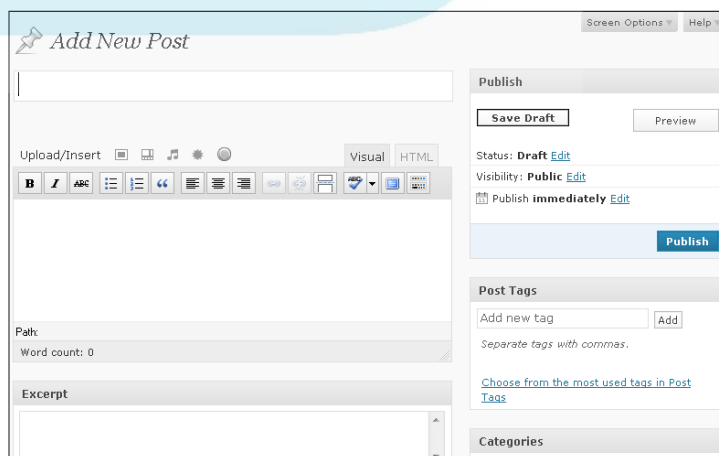 Screen Options Help
Add New Post
Upload/Insert Visual HTML
B I ABC ABC
Path:
Word count: 0
Excerpt
Publish
Save Draft Preview
Status: Draft Edit
Visibility: Public Edit
Publish immediately Edit
Publish
Post Tags
Add new tag Add
Separate tags with commas.
Choose from the most used tags in Post
Tags
Categories